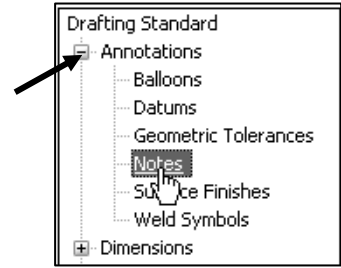 Drafting Standard
Annotations
Balloons
Datums
Geometric Tolerances
Notes
Finishes
Weld Symbols
Dimensions